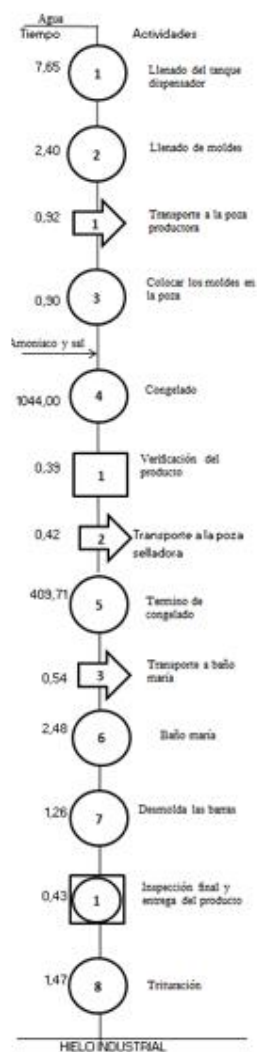 Agua
Tiempo Actividades
7,65 1 Llenado del tanque
dispensador
2,40 2 Llenado de moldes
0,92 1 Transporte a la poza
productora
0,90 3 Colocar los moldes en
la poza
Amoniaco y sal
1044,00 4 Congelado
0,39 1 Verificación del
producto
0,42 2 Transporte a la poza
selladora
409,71 5 Termino de
congelado
0,54 3 Transporte a baño
maría
2,48 6 Baño maría
1,26 7 Desmolda las barras
0,43 1 Inspección final y
entrega del producto
1,47 8 Trituración
HIELO INDUSTRIAL